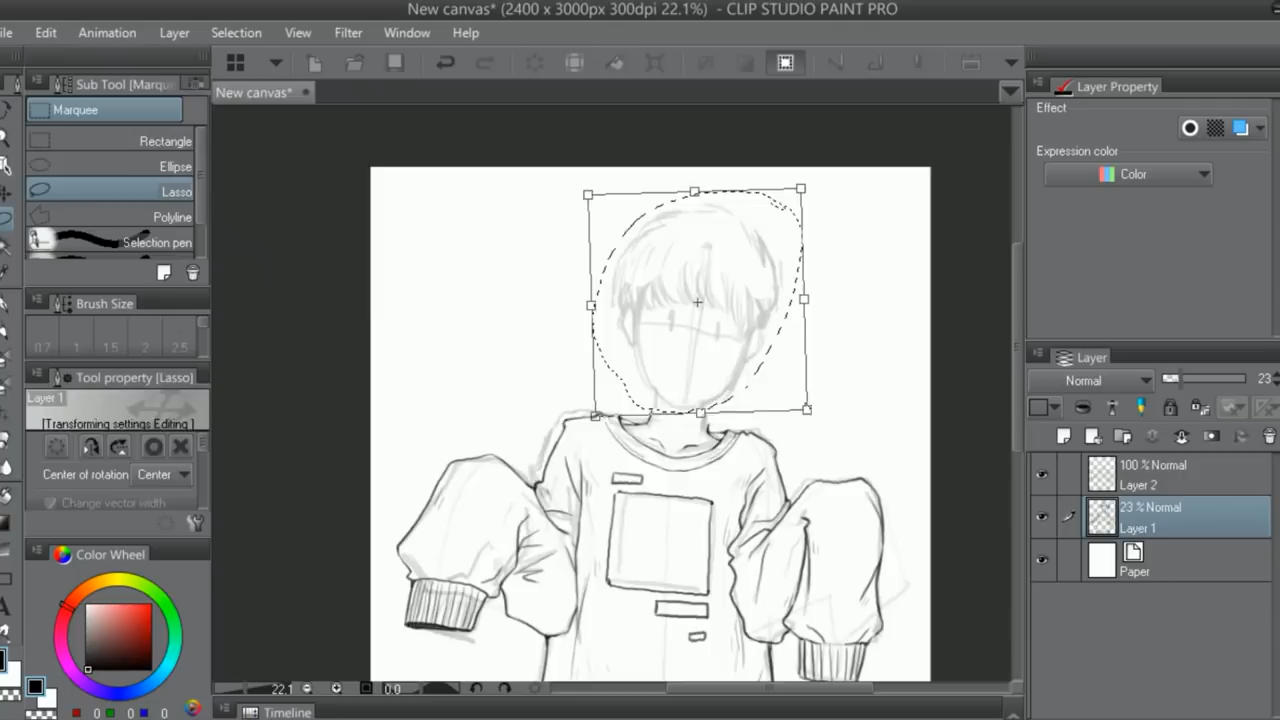 New canvas* (2400 x 3000px 300dpi 22.1%) - CLIP STUDIO PAINT PRO
ile Edit Animation Layer Selection View Filter Window Help
Sub Tool [Marqu
New canvas*
Layer Property
Marquee
Effect
Rectangle
Expression color
Ellipse
Color
Lasso
Polyline
Selection pen
Brush Size
0.7 1 1.5 2 2.5
Layer
Tool property [Lasso]
Normal 23
Layer 1
[Transforming settings Editing ]
Center of rotation Center
100 % Normal
Layer 2
Change vector width
23 % Normal
Layer 1
Color Wheel
Paper
22.1 0.0
0 0 0
Timeline